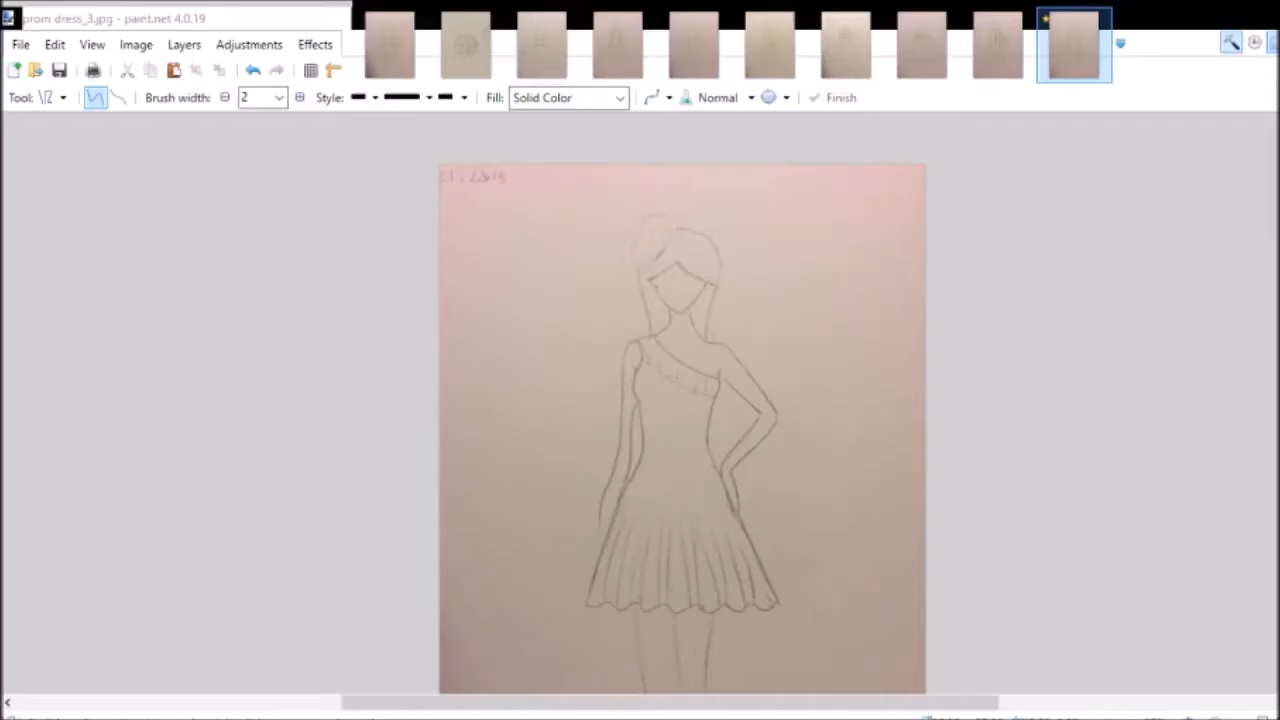 prom dress_3.jpg - paint.net 4.0.19
File Edit View Image Layers Adjustments Effects
Tool: Brush width: 2 Style: Fill: Solid Color Normal Finish